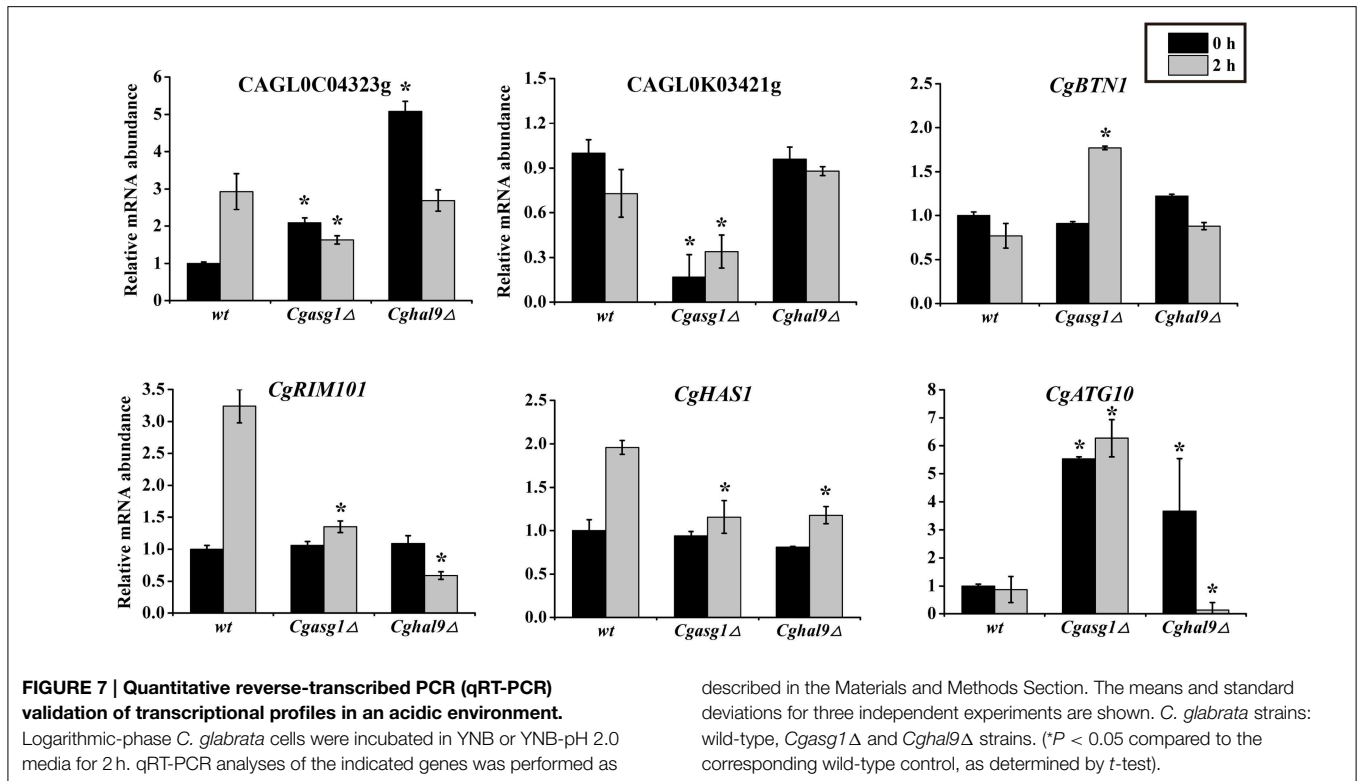 0 h
2 h
CAGL0C04323g
Relative mRNA abundance
6
5
4
3
2
1
0
*
*
*
wt
Cgasg1Δ
Cghal9Δ
CAGL0K03421g
Relative mRNA abundance
1.5
1.2
0.9
0.6
0.3
0.0
*
*
wt
Cgasg1Δ
Cghal9Δ
CgBTN1
2.5
2.0
1.5
1.0
0.5
0.0
*
wt
Cgasg1Δ
Cghal9Δ
CgRIM101
Relative mRNA abundance
3.5
3.0
2.5
2.0
1.5
1.0
0.5
0.0
*
*
wt
Cgasg1Δ
Cghal9Δ
CgHAS1
2.5
2.0
1.5
1.0
0.5
0.0
*
*
wt
Cgasg1Δ
Cghal9Δ
CgATG10
8
7
6
5
4
3
2
1
0
*
*
*
*
wt
Cgasg1Δ
Cghal9Δ
FIGURE 7 | Quantitative reverse-transcribed PCR (qRT-PCR)
validation of transcriptional profiles in an acidic environment.
Logarithmic-phase C. glabrata cells were incubated in YNB or YNB-pH 2.0
media for 2 h. qRT-PCR analyses of the indicated genes was performed as
described in the Materials and Methods Section. The means and standard
deviations for three independent experiments are shown. C. glabrata strains:
wild-type, Cgasg1Δ and Cghal9Δ strains. (*P < 0.05 compared to the
corresponding wild-type control, as determined by t-test).